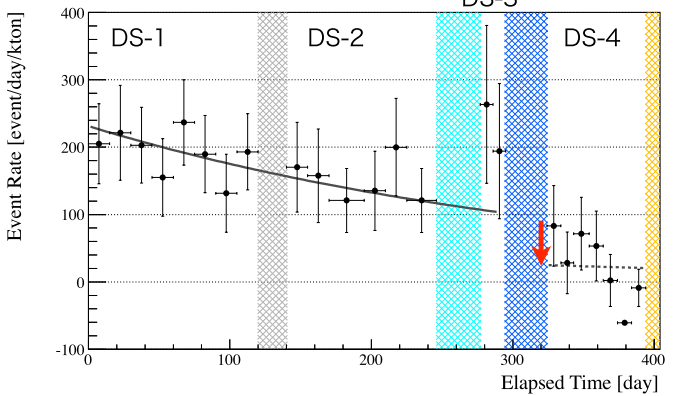 DS-3
DS-1
DS-2
DS-4
Event Rate [event/day/kton]
400
300
200
100
0
-100
0
100
200
300
400
Elapsed Time [day]